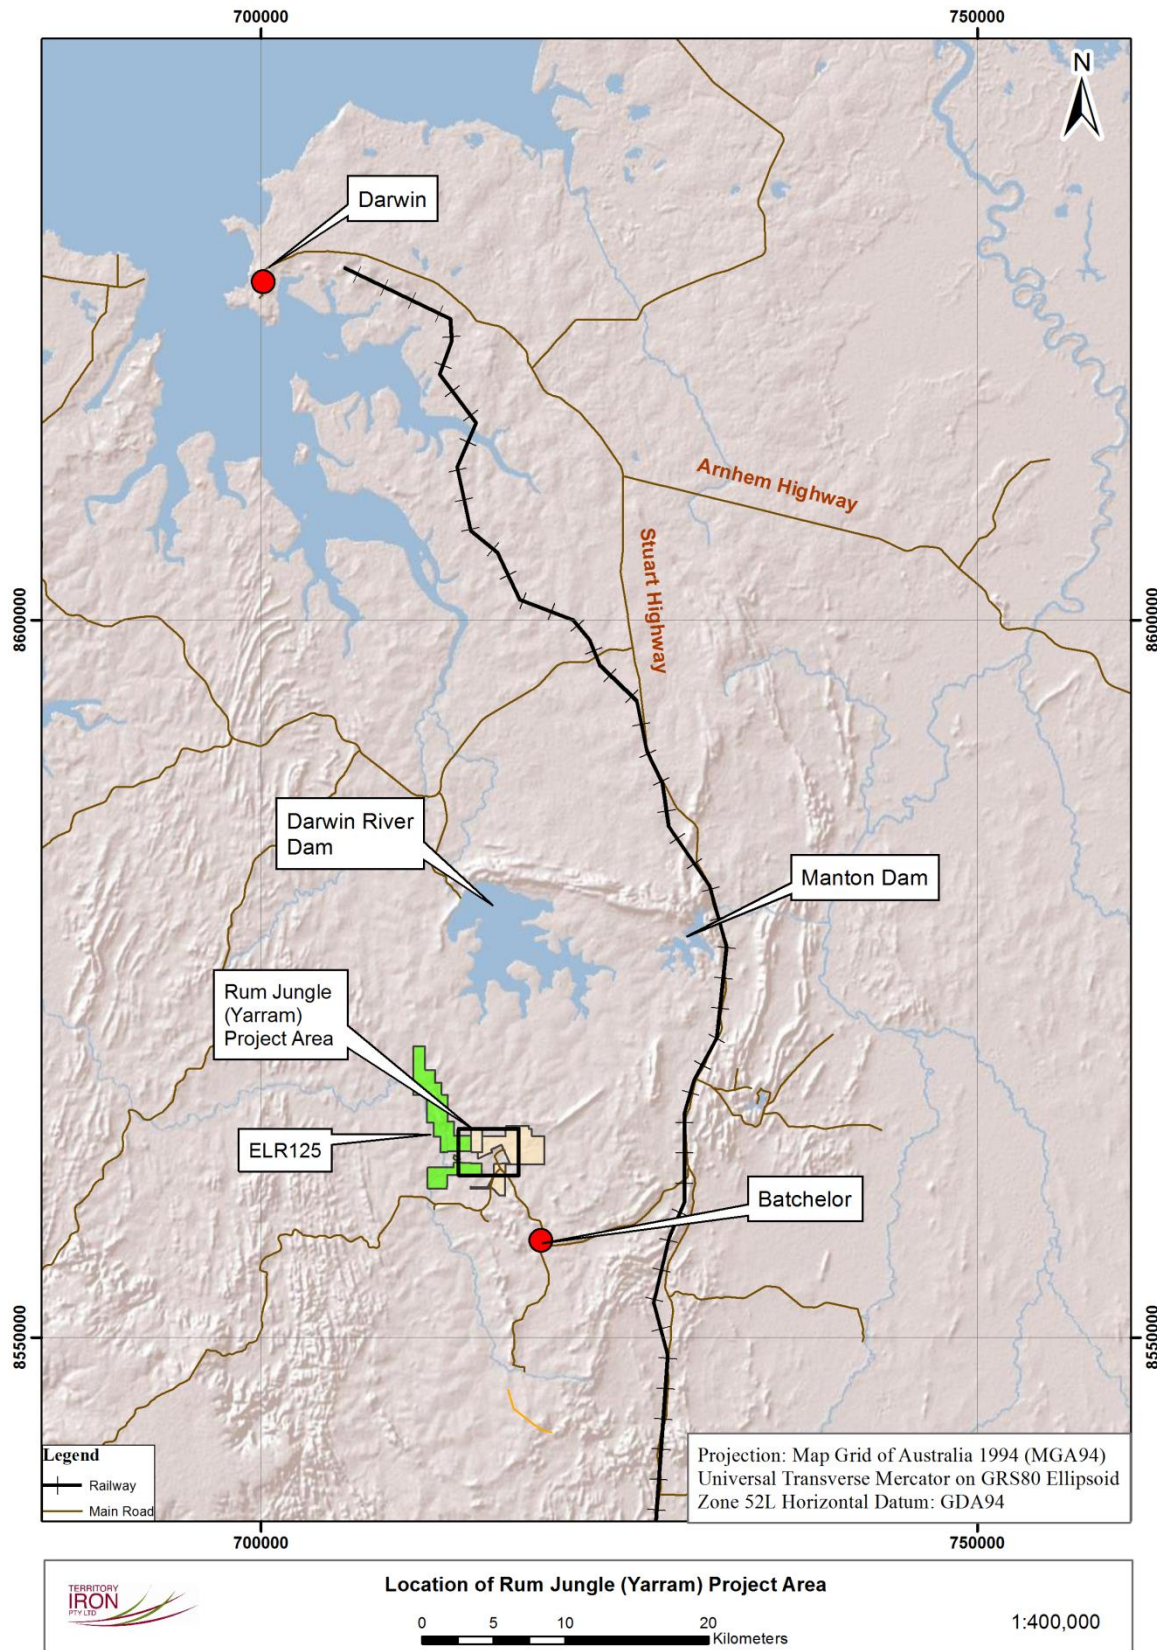 700000
750000
N
Darwin
Arnhem Highway
Stuart Highway
8600000
8600000
Darwin River
Dam
Manton Dam
Rum Jungle
(Yarram)
Project Area
ELR125
Batchelor
8550000
8550000
Legend
Railway
Main Road
Projection: Map Grid of Australia 1994 (MGA94)
Universal Transverse Mercator on GRS80 Ellipsoid
Zone 52L Horizontal Datum: GDA94
700000
750000
TERRITORY
IRON
PTY LTD
Location of Rum Jungle (Yarram) Project Area
0 5 10 20
Kilometers
1:400,000